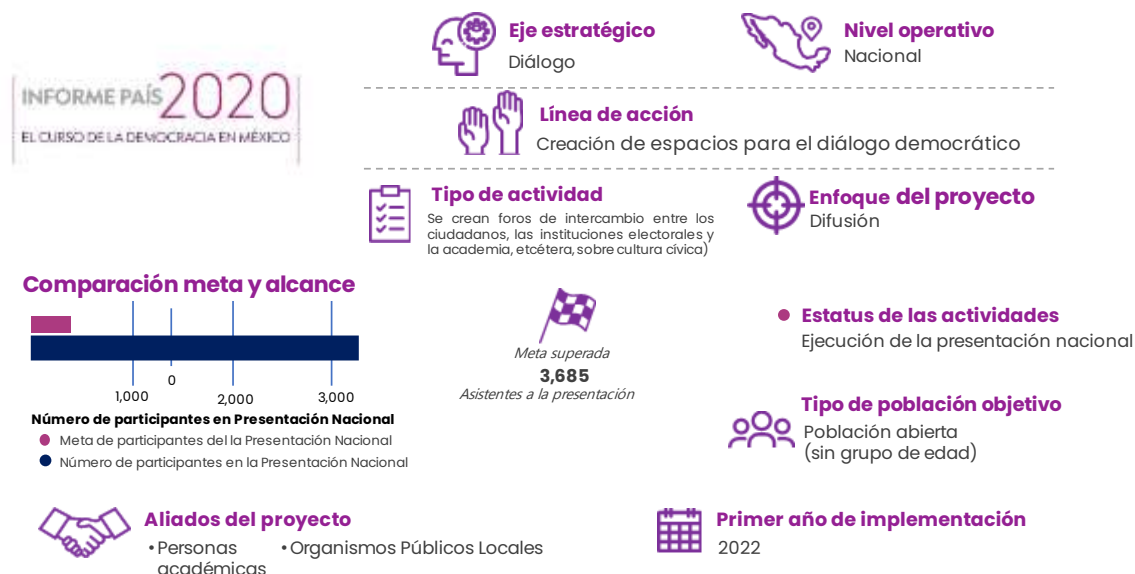 INFORME PAÍS 2020
EL CURSO DE LA DEMOCRACIA EN MÉXICO
Eje estratégico
Diálogo
Nivel operativo
Nacional
Línea de acción
Creación de espacios para el diálogo democrático
Tipo de actividad
Se crean foros de intercambio entre los
ciudadanos, las instituciones electorales y
la academia, etcétera, sobre cultura cívica)
Enfoque del proyecto
Difusión
Comparación meta y alcance
1,000
0
2,000
3,000
Número de participantes en Presentación Nacional
Meta de participantes del la Presentación Nacional
Número de participantes en la Presentación Nacional
Meta superada
3,685
Asistentes a la presentación
Estatus de las actividades
Ejecución de la presentación nacional
Tipo de población objetivo
Población abierta
(sin grupo de edad)
Aliados del proyecto
• Personas
académicas
• Organismos Públicos Locales
Primer año de implementación
2022